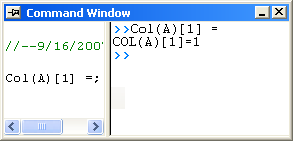 Command Window
//--9/16/200
Col(A)[1] =;
>>Col(A)[1] =
COL(A)[1]=1
>>